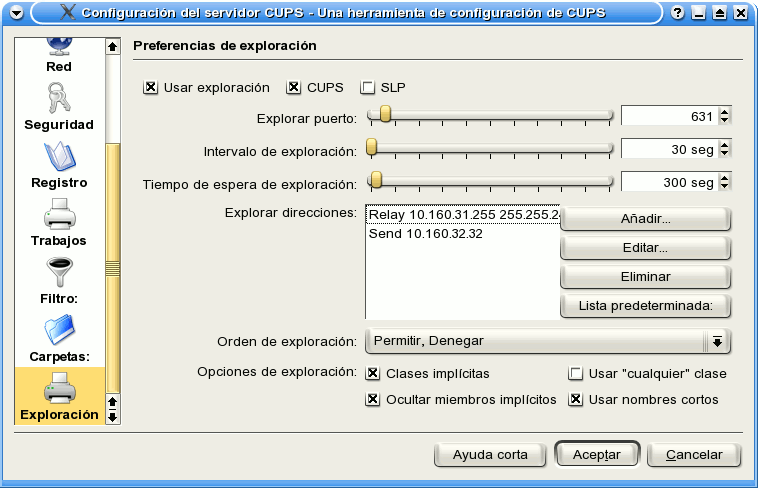 Configuración del servidor CUPS - Una herramienta de configuración de CUPS
Red
Seguridad
Registro
Trabajos
Filtro:
Carpetas:
Exploración
Preferencias de exploración
Usar exploración CUPS SLP
Explorar puerto: 631
Intervalo de exploración: 30 seg
Tiempo de espera de exploración: 300 seg
Explorar direcciones:
Relay 10.160.31.255 255.255.24
Send 10.160.32.32
Añadir...
Editar...
Eliminar
Lista predeterminada:
Orden de exploración: Permitir, Denegar
Opciones de exploración: Clases implícitas Usar "cualquier" clase
Ocultar miembros implícitos Usar nombres cortos
Ayuda corta Aceptar Cancelar